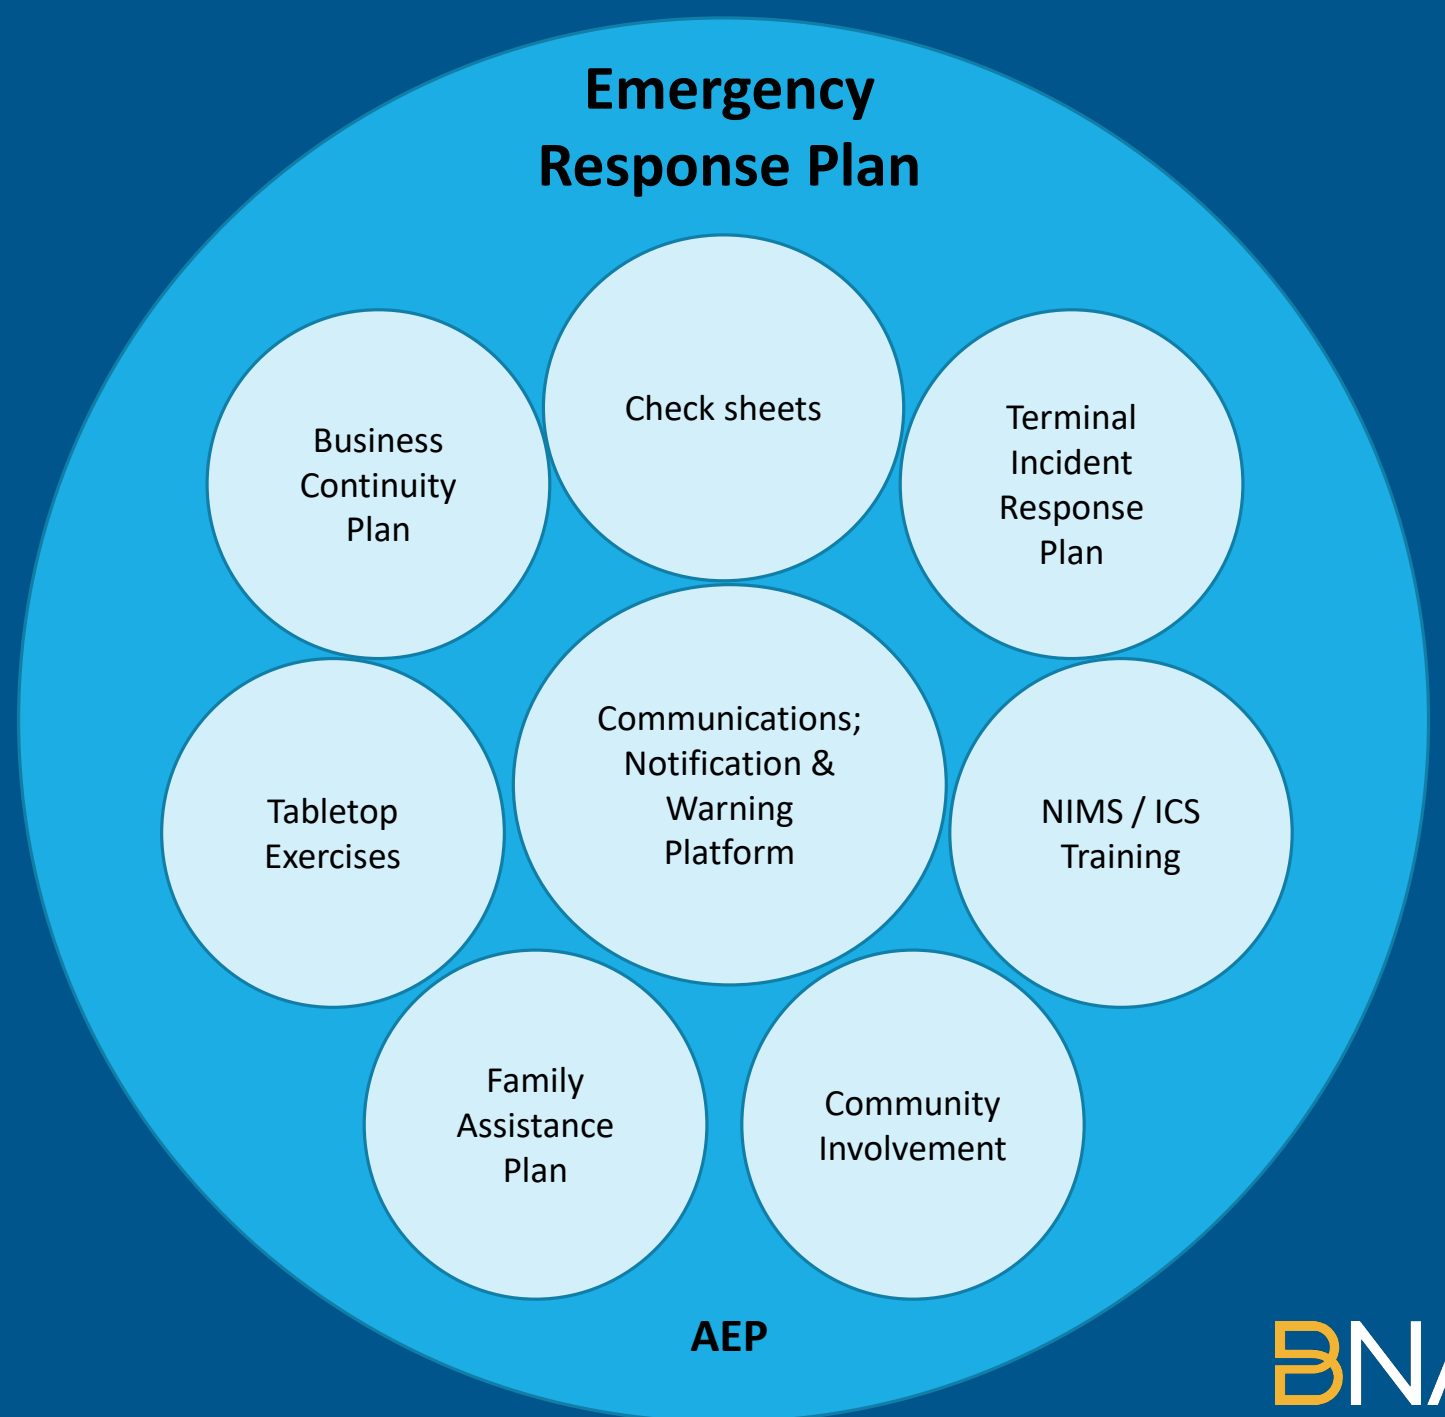 Emergency
Response Plan
Check sheets
Business
Continuity
Plan
Terminal
Incident
Response
Plan
Communications;
Notification &
Warning
Platform
Tabletop
Exercises
NIMS / ICS
Training
Family
Assistance
Plan
Community
Involvement
AEP
BNA